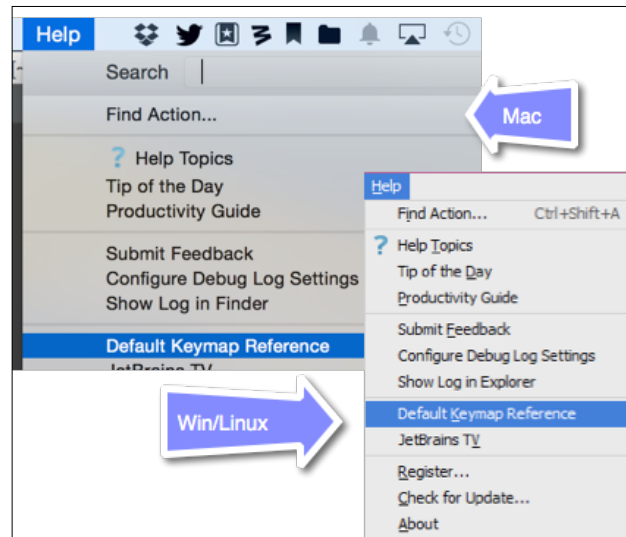 Help
Search
Find Action...
Mac
? Help Topics
Tip of the Day
Productivity Guide
Submit Feedback
Configure Debug Log Settings
Show Log in Finder
Default Keymap Reference
JetBrains TV
Win/Linux
Help
Find Action... Ctrl+Shift+A
? Help Topics
Tip of the Day
Productivity Guide
Submit Feedback
Configure Debug Log Settings
Show Log in Explorer
Default Keymap Reference
JetBrains TV
Register...
Check for Update...
About